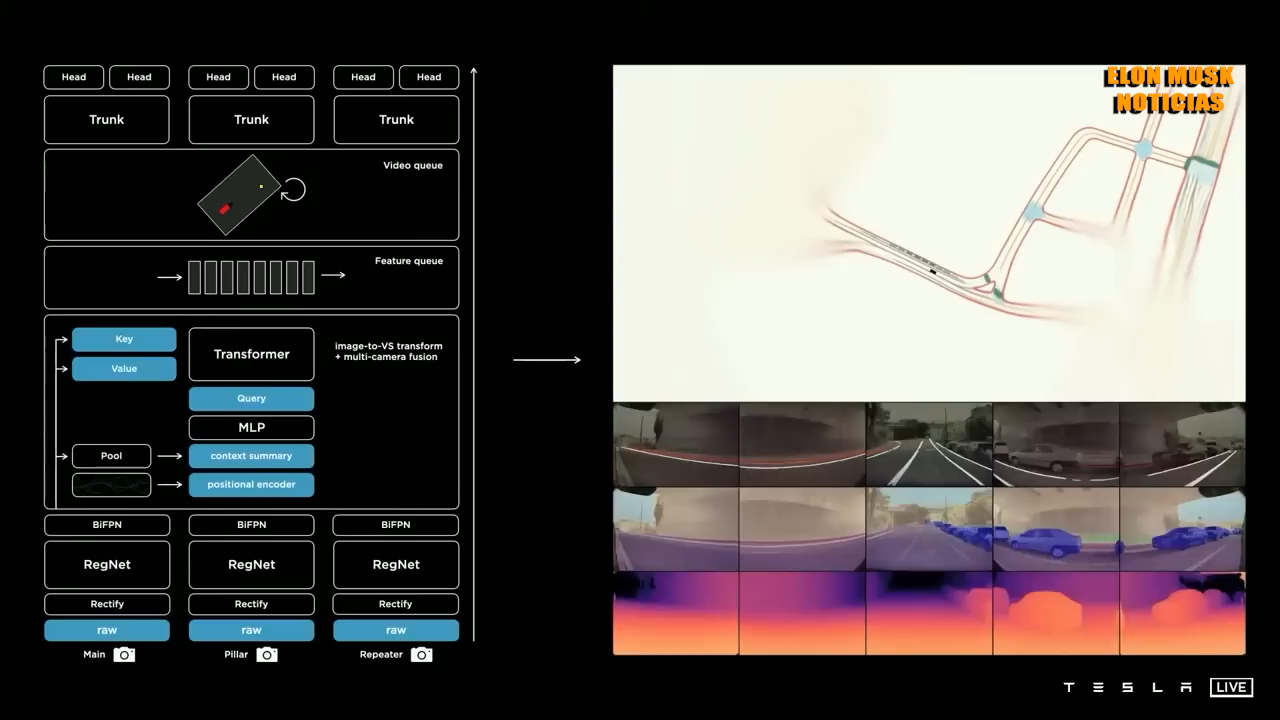 Head Head Head Head Head Head
Trunk Trunk Trunk
Video queue
Feature queue
Key
Value
Transformer
image-to-VS transform
+ multi-camera fusion
Query
MLP
Pool
context summary
positional encoder
BiFPN BiFPN BiFPN
RegNet RegNet RegNet
Rectify Rectify Rectify
raw raw raw
Main Pillar Repeater
ELON MUSK
NOTICIAS
TESLA LIVE